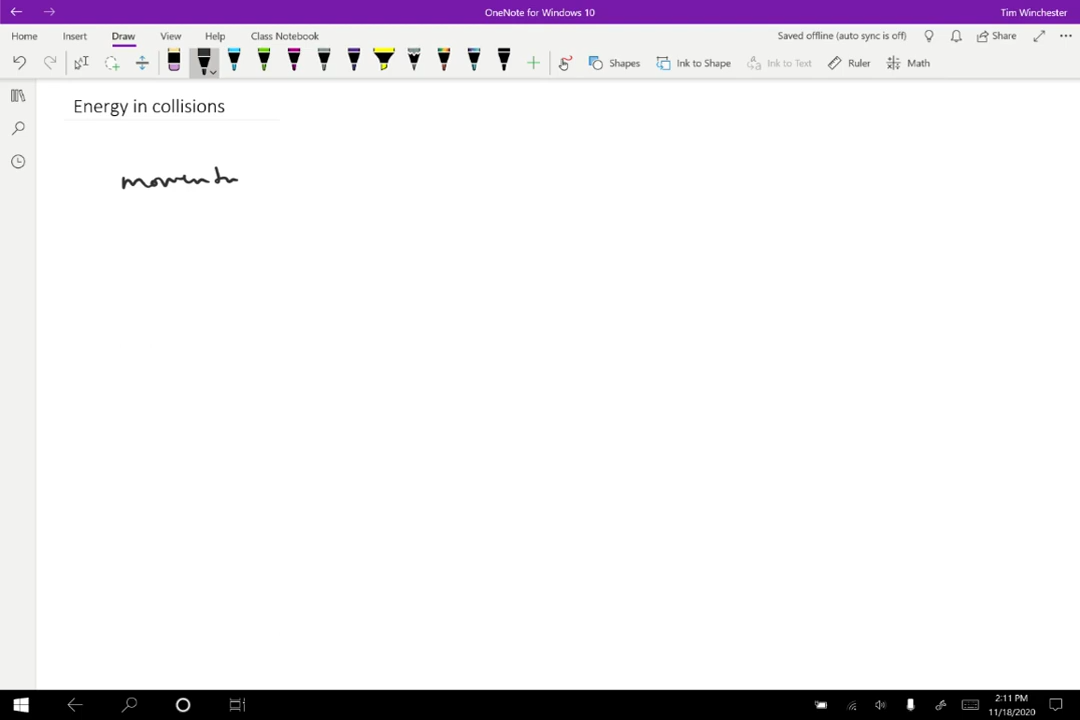 OneNote for Windows 10
Tim Winchester
Home Insert Draw View Help Class Notebook
Saved offline (auto sync is off) Share
Shapes Ink to Shape Ink to Text Ruler Math
Energy in collisions
momentu
2:11 PM
11/18/2020